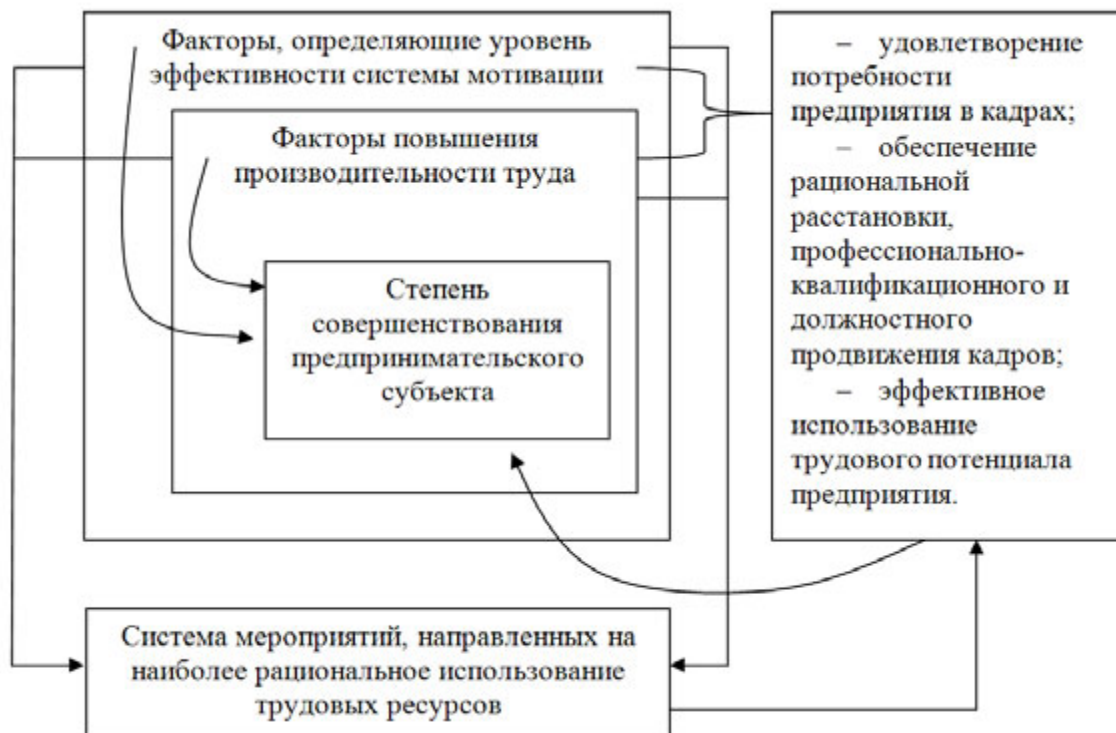 Факторы, определяющие уровень
эффективности системы мотивации
Факторы повышения
производительности труда
Степень
совершенствования
предпринимательского
субъекта
– удовлетворение
потребности
предприятия в кадрах;
– обеспечение
рациональной
расстановки,
профессионально-
квалификационного и
должностного
продвижения кадров;
– эффективное
использование
трудового потенциала
предприятия.
Система мероприятий, направленных на
наиболее рациональное использование
трудовых ресурсов